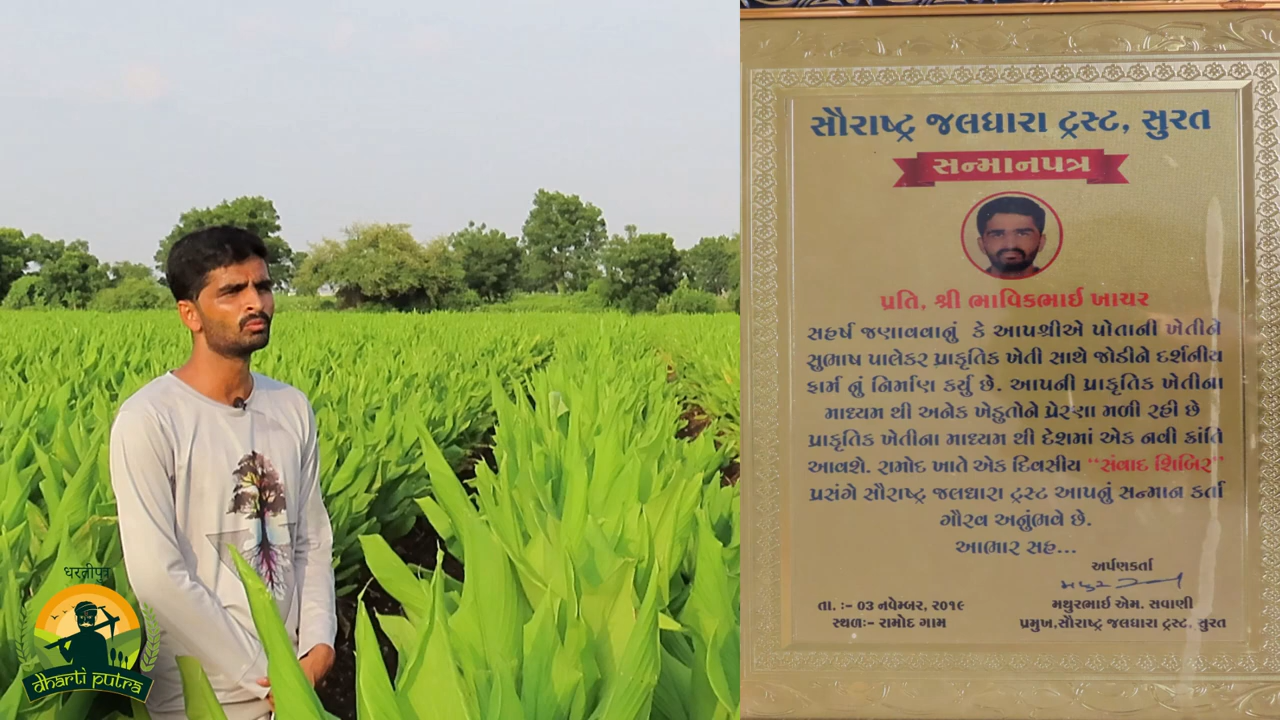 धरतीपुत्र
dharti putra
સૌરાષ્ટ્ર જલધારા ટ્રસ્ટ, સુરત
સન્માનપત્ર
પ્રતિ, શ્રી ભાવિકભાઈ ખાચર
સહર્ષ જણાવવાનું કે આપશ્રીએ પોતાની ખેતીને
સુભાષ પાલેકર પ્રાકૃતિક ખેતી સાથે જોડીને દર્શનીય
ફાર્મ નું નિર્માણ કર્યુ છે. આપની પ્રાકૃતિક ખેતીના
માધ્યમ થી અનેક ખેડુતોને પ્રેરણા મળી રહી છે
પ્રાકૃતિક ખેતીના માધ્યમ થી દેશમાં એક નવી ક્રાંતિ
આવશે. રામોદ ખાતે એક દિવસીય "સંવાદ શિબિર"
પ્રસંગે સૌરાષ્ટ્ર જલધારા ટ્રસ્ટ આપનું સન્માન કર્તા
ગૌરવ અનુંભવે છે.
આભાર સહ...
અર્પણકર્તા
તા. :- 03 નવેમ્બર, ૨૦૧૯
મથુરભાઈ એમ. સવાણી
સ્થળઃ- રામોદ ગામ
પ્રમુખ,સૌરાષ્ટ્ર જલધારા ટ્રસ્ટ, સુરત